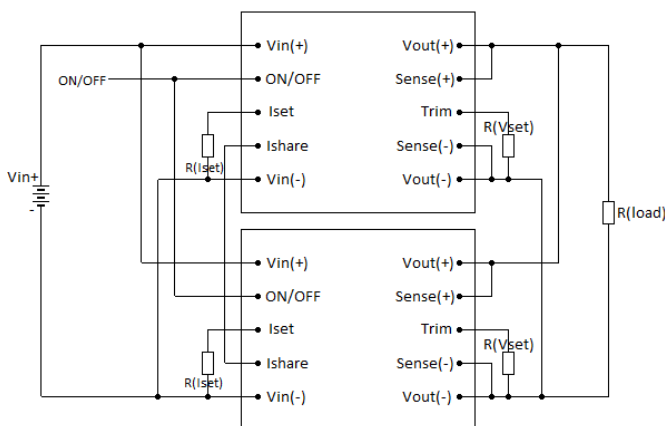 Vin(+) Vout(+)
ON/OFF ON/OFF Sense(+)
Iset Trim
R(Vset)
Ishare Sense(-)
R(Iset)
Vin+ Vin(-) Vout(-)
-
R(load)
Vin(+) Vout(+)
ON/OFF Sense(+)
Iset Trim
R(Vset)
Ishare Sense(-)
R(Iset)
Vin(-) Vout(-)